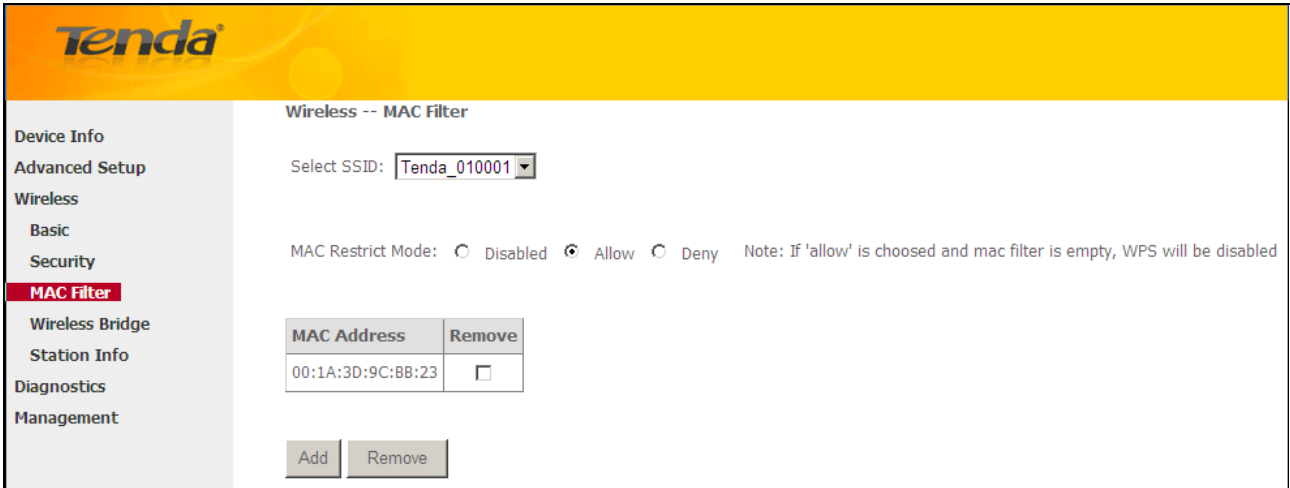 Tenda®
Wireless -- MAC Filter
Device Info
Advanced Setup
Wireless
Basic
Security
MAC Filter
Wireless Bridge
Station Info
Diagnostics
Management
Select SSID: Tenda_010001
MAC Restrict Mode: Disabled Allow Deny Note: If 'allow' is choosed and mac filter is empty, WPS will be disabled
MAC Address Remove
00:1A:3D:9C:BB:23
Add Remove